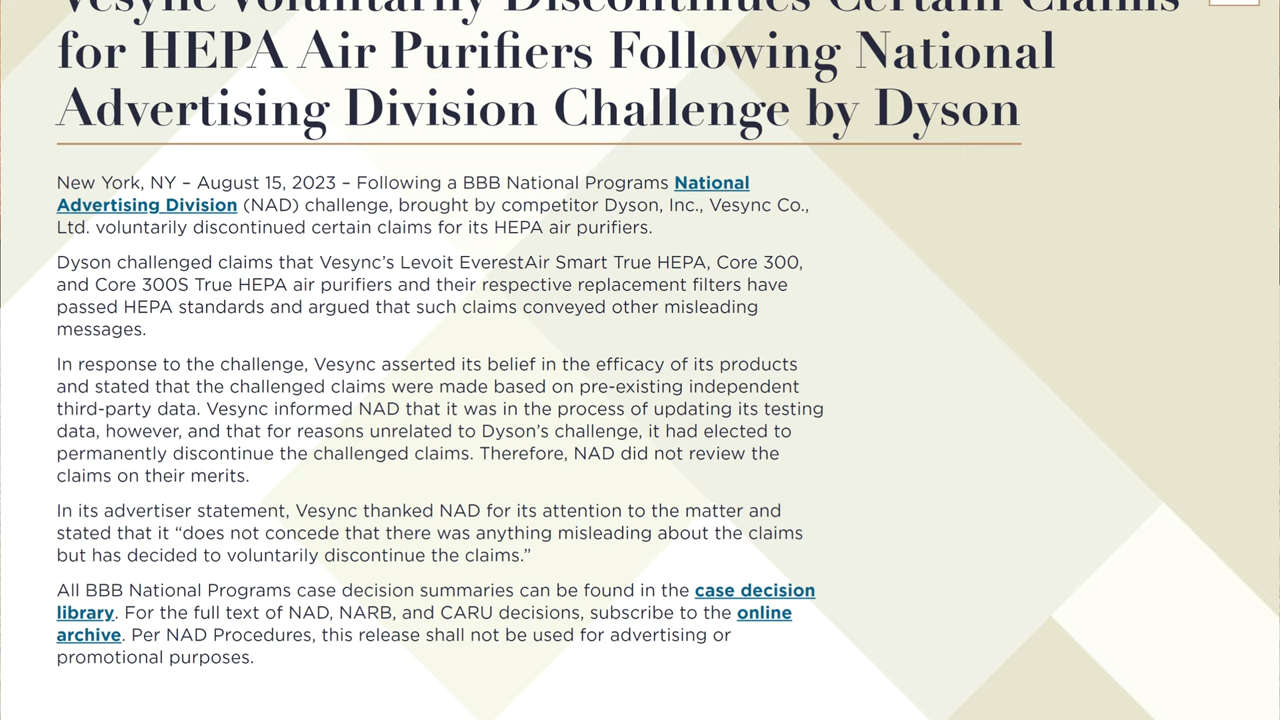 Vesync Voluntarily Discontinues Certain Claims
for HEPA Air Purifiers Following National
Advertising Division Challenge by Dyson
New York, NY – August 15, 2023 – Following a BBB National Programs National
Advertising Division (NAD) challenge, brought by competitor Dyson, Inc., Vesync Co.,
Ltd. voluntarily discontinued certain claims for its HEPA air purifiers.
Dyson challenged claims that Vesync’s Levoit EverestAir Smart True HEPA, Core 300,
and Core 300S True HEPA air purifiers and their respective replacement filters have
passed HEPA standards and argued that such claims conveyed other misleading
messages.
In response to the challenge, Vesync asserted its belief in the efficacy of its products
and stated that the challenged claims were made based on pre-existing independent
third-party data. Vesync informed NAD that it was in the process of updating its testing
data, however, and that for reasons unrelated to Dyson’s challenge, it had elected to
permanently discontinue the challenged claims. Therefore, NAD did not review the
claims on their merits.
In its advertiser statement, Vesync thanked NAD for its attention to the matter and
stated that it “does not concede that there was anything misleading about the claims
but has decided to voluntarily discontinue the claims.”
All BBB National Programs case decision summaries can be found in the case decision
library. For the full text of NAD, NARB, and CARU decisions, subscribe to the online
archive. Per NAD Procedures, this release shall not be used for advertising or
promotional purposes.